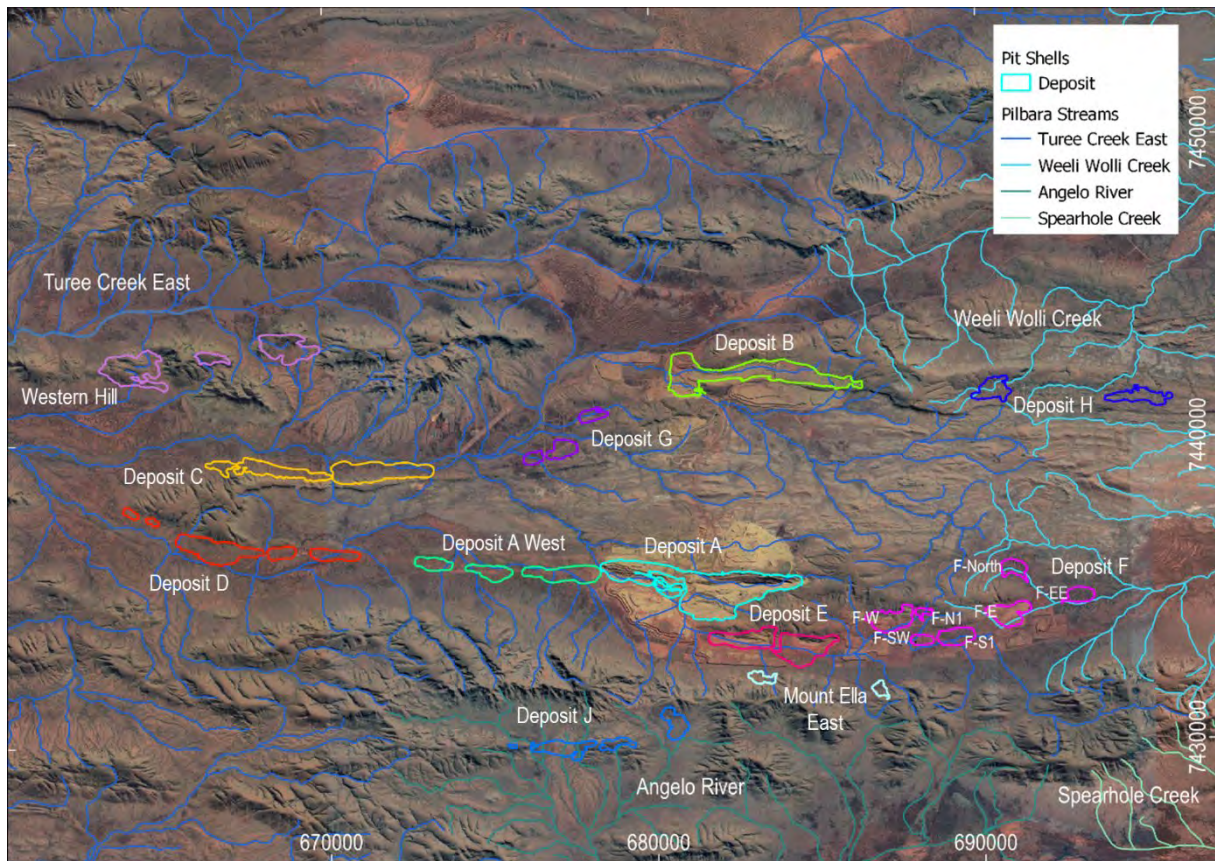 Pit Shells
Deposit
Pilbara Streams
Turee Creek East
Weeli Wolli Creek
Angelo River
Spearhole Creek
7450000
Turee Creek East
Weeli Wolli Creek
Deposit B
Western Hill
Deposit H
Deposit G
7440000
Deposit C
Deposit A West
Deposit A
Deposit D
F-North
Deposit F
F-EE
Deposit E
F-W
F-N1
F-E
F-SW
F-S1
Mount Ella
East
Deposit J
7430000
Angelo River
Spearhole Creek
670000
680000
690000